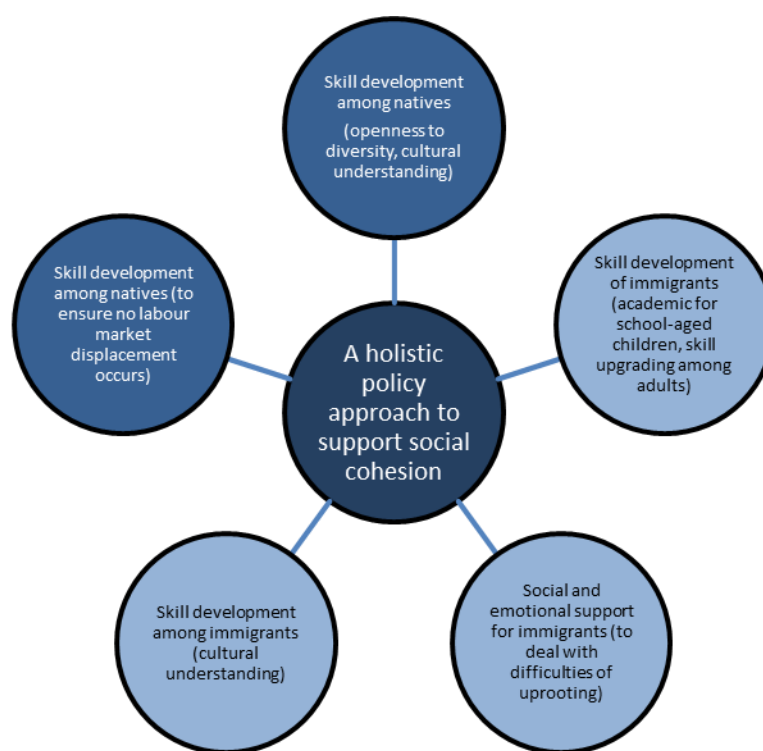 Skill development
among natives
(openness to
diversity, cultural
understanding)
Skill development
among natives (to
ensure no labour
market
displacement
occurs)
Skill development
of immigrants
(academic for
school-aged
children, skill
upgrading among
adults)
A holistic
policy
approach to
support social
cohesion
Skill development
among immigrants
(cultural
understanding)
Social and
emotional support
for immigrants (to
deal with
difficulties of
uprooting)